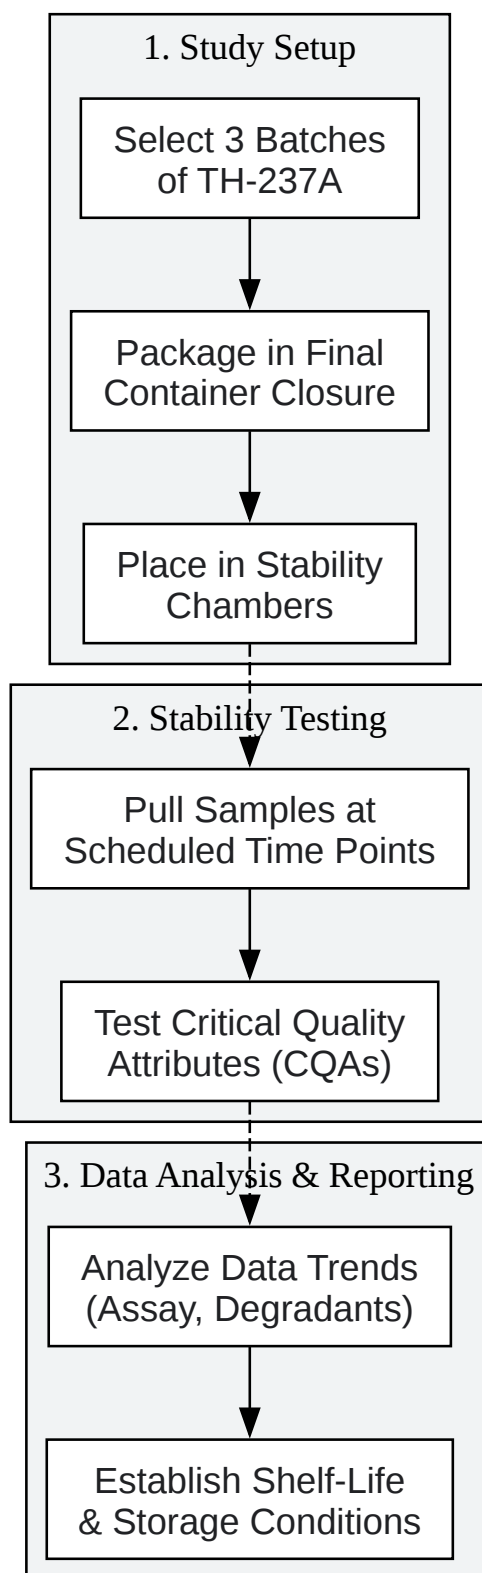 1. Study Setup
Select 3 Batches
of TH-237A
Package in Final
Container Closure
Place in Stability
Chambers
2. Stability Testing
Pull Samples at
Scheduled Time Points
Test Critical Quality
Attributes (CQAs)
3. Data Analysis & Reporting
Analyze Data Trends
(Assay, Degradants)
Establish Shelf-Life
& Storage Conditions